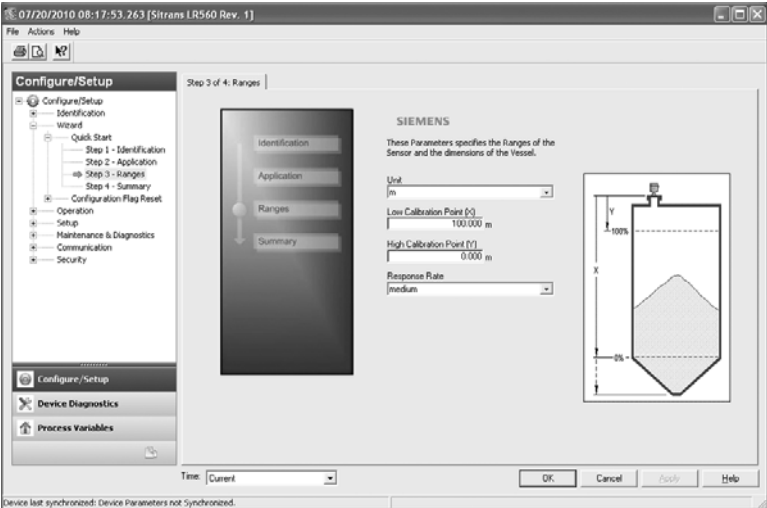 07/20/2010 08:17:53.263 [Sitrans LR560 Rev. 1]
File Actions Help
Configure/Setup
Step 3 of 4: Ranges
Configure/Setup
Identification
Wizard
Quick Start
Step 1 - Identification
Step 2 - Application
Step 3 - Ranges
Step 4 - Summary
Configuration Flag Reset
Operation
Setup
Maintenance & Diagnostics
Communication
Security
Configure/Setup
Device Diagnostics
Process Variables
Identification
Application
Ranges
Summary
SIEMENS
These Parameters specifies the Ranges of the
Sensor and the dimensions of the Vessel.
Unit
m
Low Calibration Point (X)
100.000 m
High Calibration Point (Y)
0.000 m
Response Rate
medium
Y
100%
X
0%
Time: Current
OK Cancel Apply Help
Device last synchronized: Device Parameters not Synchronized.